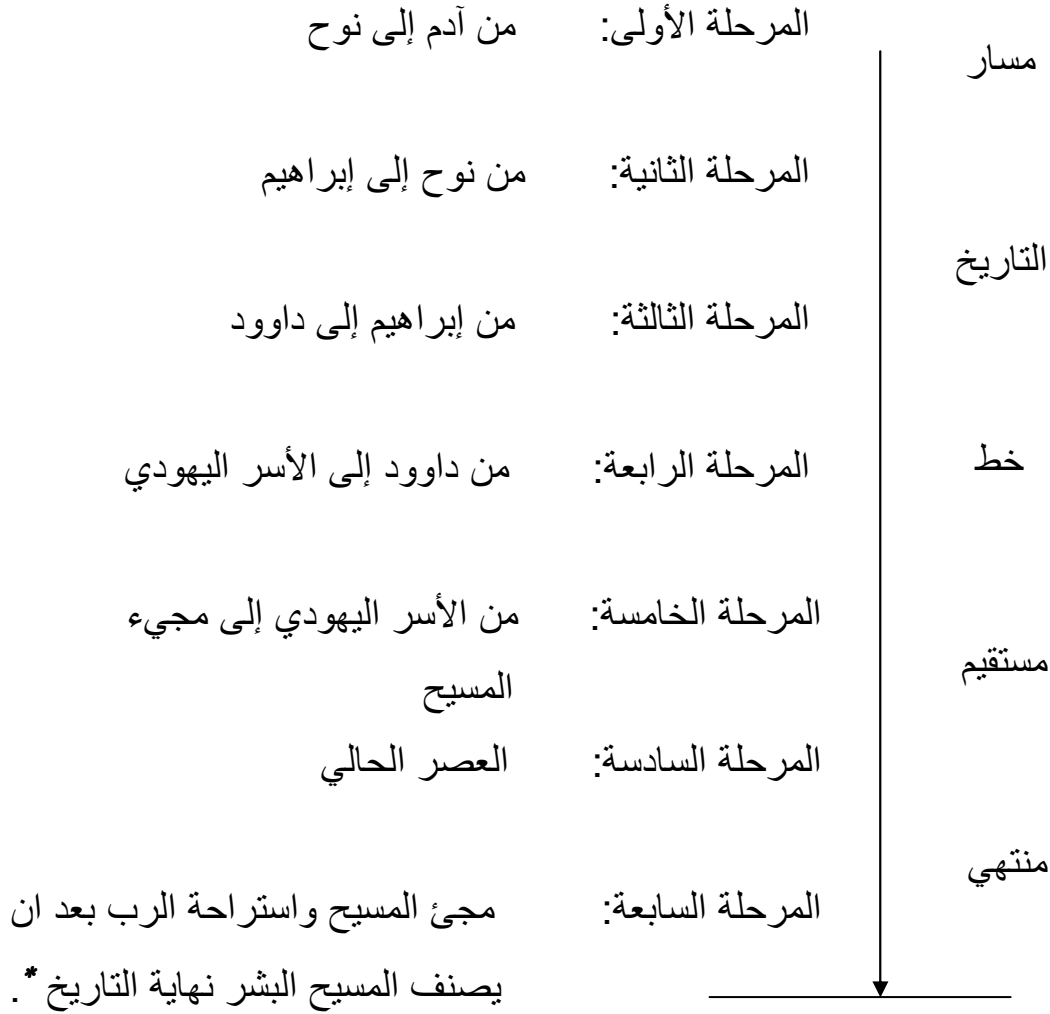 المرحلة الأولى: من آدم إلى نوح
مسار
المرحلة الثانية: من نوح إلى إبراهيم
التاريخ
المرحلة الثالثة: من إبراهيم إلى داوود
خط
المرحلة الرابعة: من داوود إلى الأسر اليهودي
المرحلة الخامسة: من الأسر اليهودي إلى مجيء
مستقيم
المسيح
المرحلة السادسة: العصر الحالي
منتهي
المرحلة السابعة: مجئ المسيح واستراحة الرب بعد ان
يصنف المسيح البشر نهاية التاريخ *.